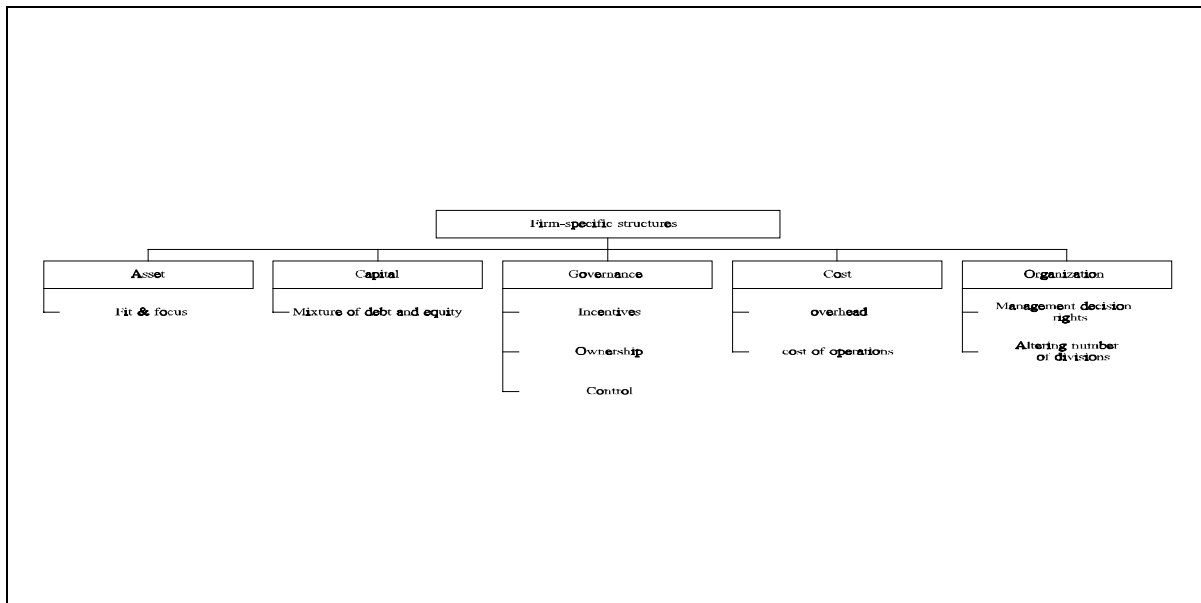 Firm-specific structures
Asset
Capital
Governance
Cost
Organization
Fit & focus
Mixture of debt and equity
Incentives
Ownership
Control
overhead
cost of operations
Management decision
rights
Altering number
of divisions